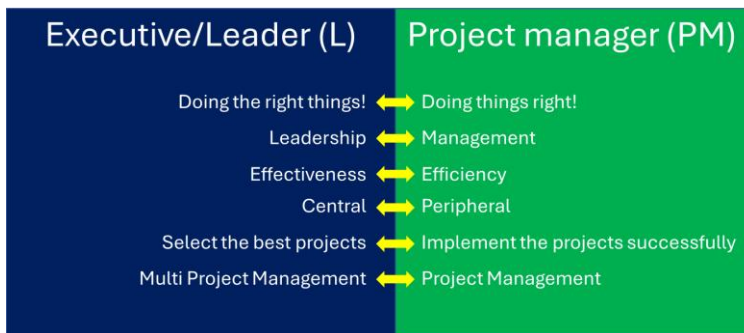 Executive/Leader (L) Project manager (PM)
Doing the right things! Doing things right!
Leadership Management
Effectiveness Efficiency
Central Peripheral
Select the best projects Implement the projects successfully
Multi Project Management Project Management